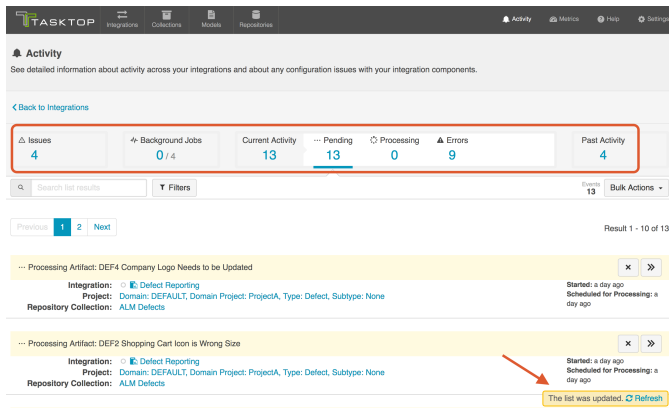 TASKTOP
Integrations Collections Models Repositories
Activity Metrics Help Settings
Activity
See detailed information about activity across your integrations and about any configuration issues with your integration components.
Back to Integrations
Issues Background Jobs Current Activity ··· Pending Processing Errors Past Activity
4 0 / 4 13 13 0 9 4
Search list results Filters Events 13 Bulk Actions
Previous 1 2 Next Result 1 - 10 of 13
··· Processing Artifact: DEF4 Company Logo Needs to be Updated
Integration: Defect Reporting
Project: Domain: DEFAULT, Domain Project: ProjectA, Type: Defect, Subtype: None
Repository Collection: ALM Defects
Started: a day ago
Scheduled for Processing: a
day ago
··· Processing Artifact: DEF2 Shopping Cart Icon is Wrong Size
Integration: Defect Reporting
Project: Domain: DEFAULT, Domain Project: ProjectA, Type: Defect, Subtype: None
Repository Collection: ALM Defects
Started: a day ago
Scheduled for Processing: a
day ago
The list was updated. Refresh